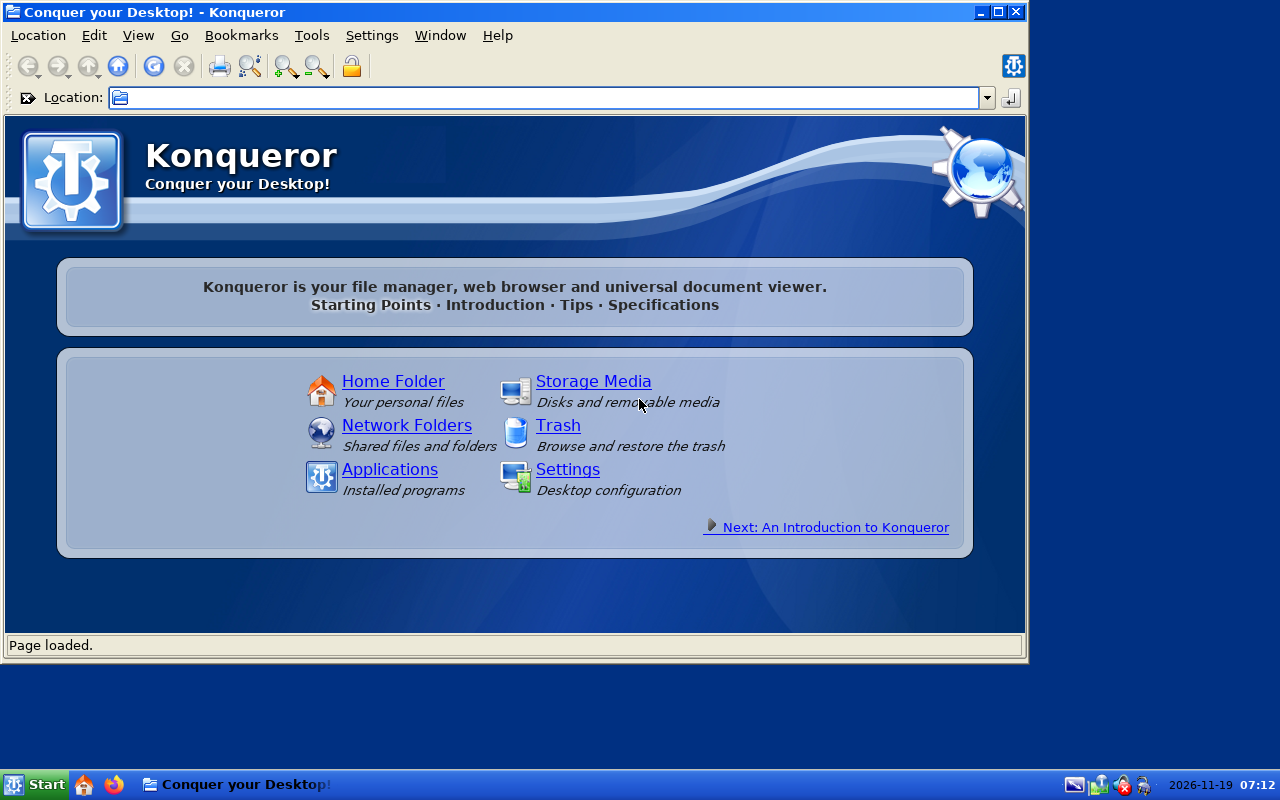 Conquer your Desktop! - Konqueror
Location Edit View Go Bookmarks Tools Settings Window Help
Location:
Konqueror
Conquer your Desktop!
Konqueror is your file manager, web browser and universal document viewer.
Starting Points · Introduction · Tips · Specifications
Home Folder
Your personal files
Storage Media
Disks and removable media
Network Folders
Shared files and folders
Trash
Browse and restore the trash
Applications
Installed programs
Settings
Desktop configuration
Next: An Introduction to Konqueror
Page loaded.
Start
Conquer your Desktop!
2026-11-19 07:12